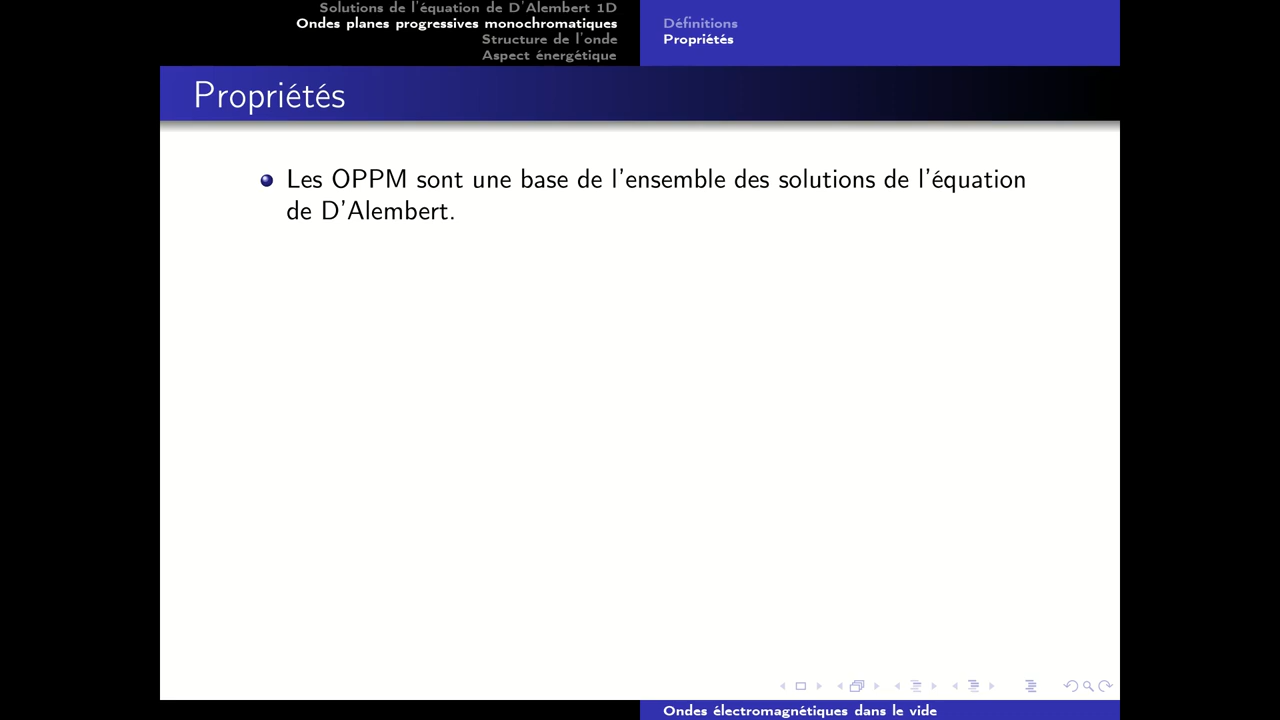 Solutions de l'équation de D'Alembert 1D
Ondes planes progressives monochromatiques
Structure de l'onde
Aspect énergétique
Définitions
Propriétés
Propriétés
Les OPPM sont une base de l'ensemble des solutions de l'équation
de D'Alembert.
Ondes électromagnétiques dans le vide